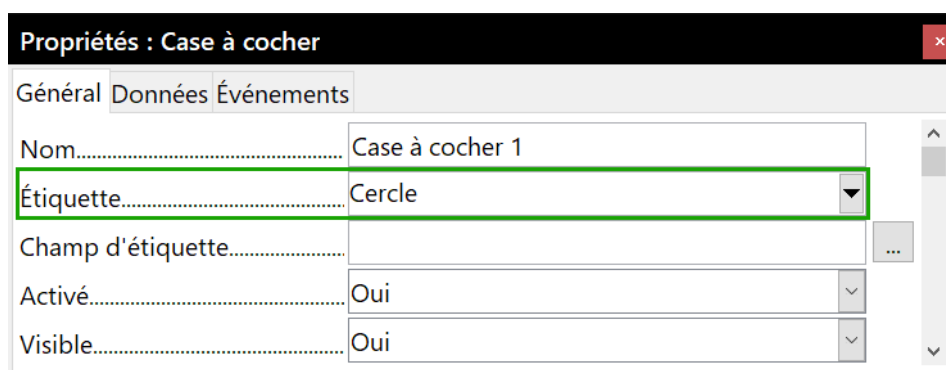 Propriétés : Case à cocher
×
Général Données Événements
Nom........................................ Case à cocher 1
Étiquette.................................. Cercle
Champ d'étiquette.................... ...
Activé...................................... Oui
Visible..................................... Oui